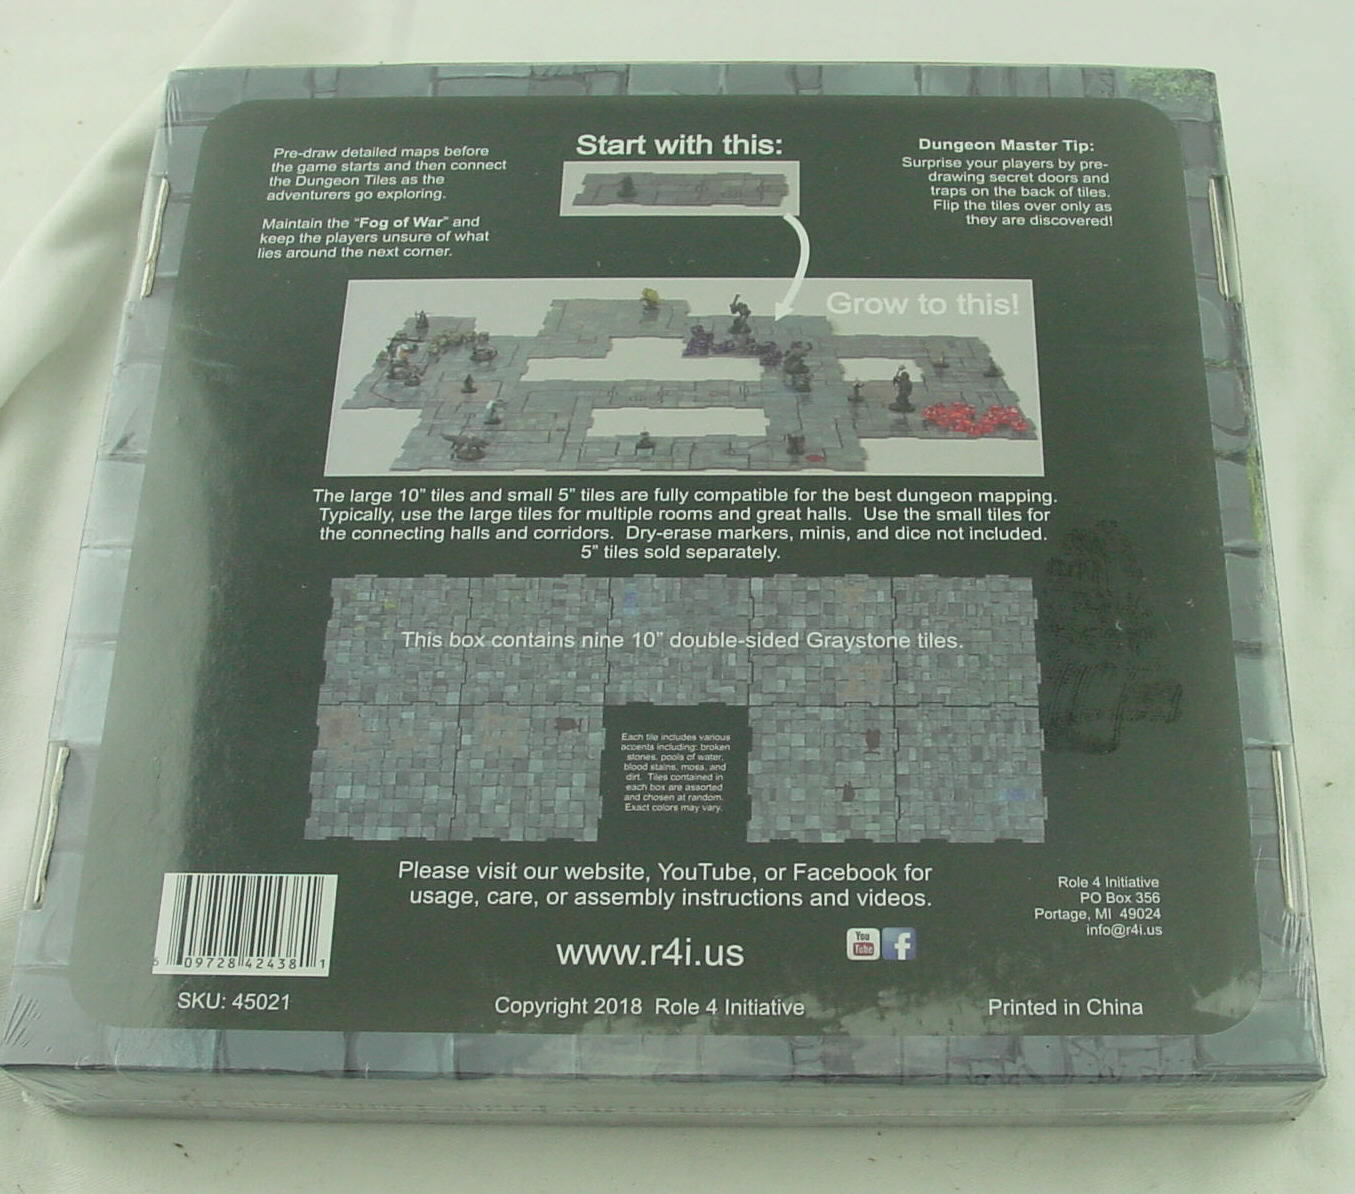 Pre-draw detailed maps before
the game starts and then connect
the Dungeon Tiles as the
adventurers go exploring.
Maintain the "Fog of War" and
keep the players unsure of what
lies around the next corner.
Start with this:
Dungeon Master Tip:
Surprise your players by pre-
drawing secret doors and
traps on the back of tiles.
Flip the tiles over only as
they are discovered!
Grow to this!
The large 10" tiles and small 5" tiles are fully compatible for the best dungeon mapping.
Typically, use the large tiles for multiple rooms and great halls. Use the small tiles for
the connecting halls and corridors. Dry-erase markers, minis, and dice not included.
5" tiles sold separately.
This box contains nine 10" double-sided Graystone tiles.
Each tile includes various
accents including: broken
stones, pools of water,
blood stains, moss, and
dirt. Tiles contained in
each box are assorted
and chosen at random.
Exact colors may vary.
Please visit our website, YouTube, or Facebook for
usage, care, or assembly instructions and videos.
www.r4i.us
You
Tube
f
Role 4 Initiative
PO Box 356
Portage, MI 49024
info@r4i.us
6 09728 42438 1
SKU: 45021
Copyright 2018 Role 4 Initiative
Printed in China